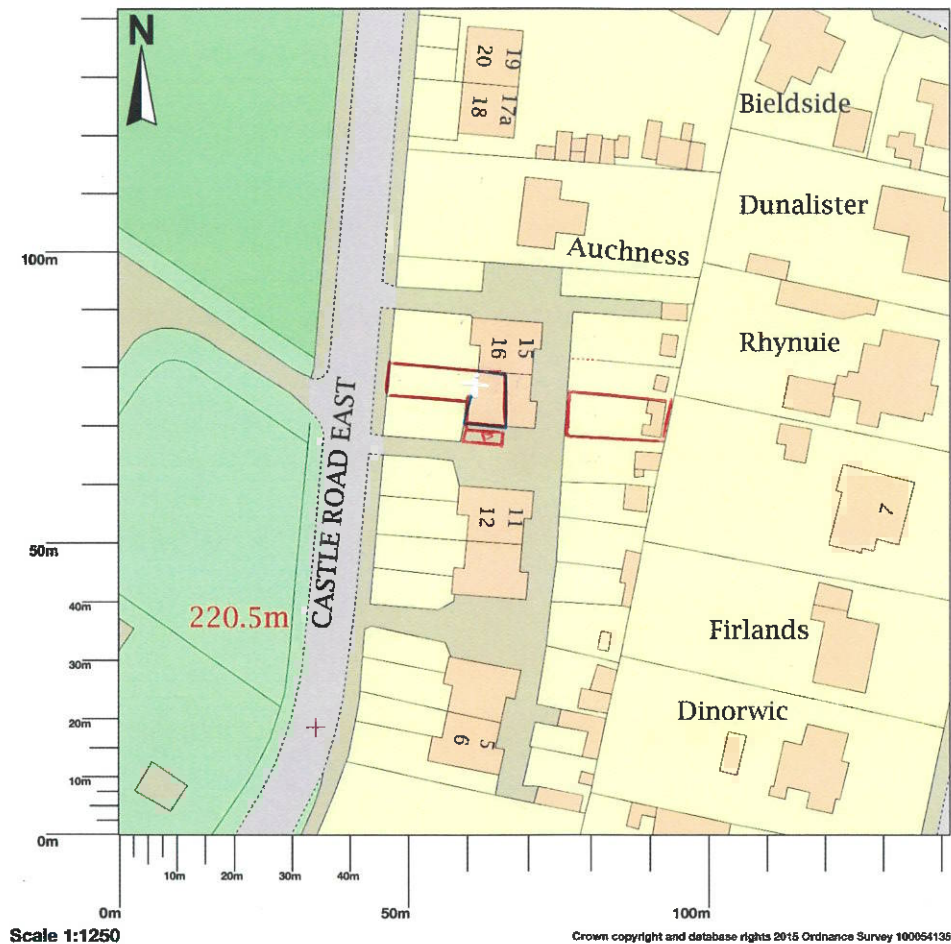 N
19
20
17a
18
Bieldside
Dunalister
Auchness
100m
Rhynuie
15
16
CASTLE ROAD EAST
7
11
12
50m
40m
220.5m
Firlands
30m
Dinorwic
20m
5
6
10m
0m
10m
20m
30m
40m
0m
50m
100m
Scale 1:1250
Crown copyright and database rights 2015 Ordnance Survey 100054135